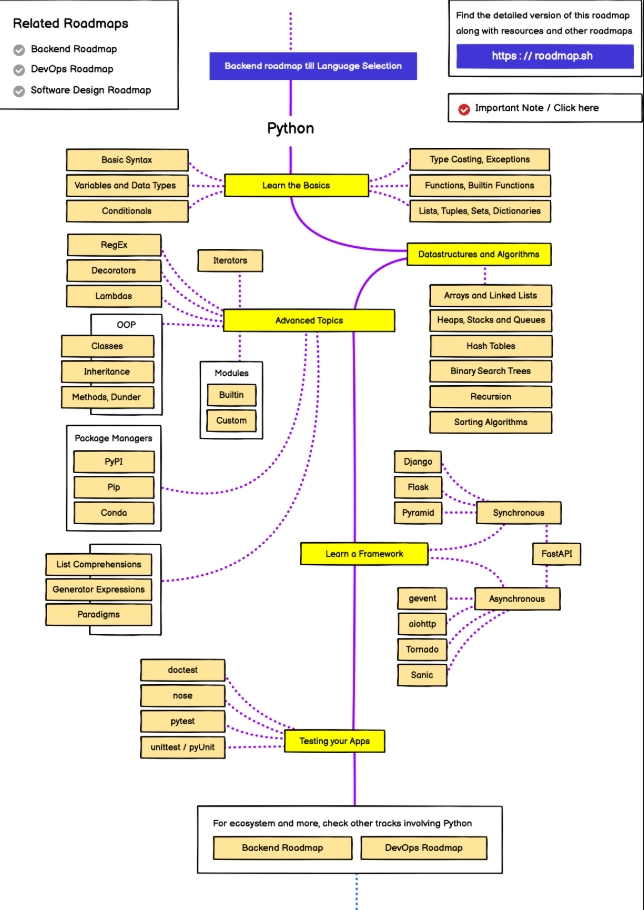 Related Roadmaps
Backend Roadmap
DevOps Roadmap
Software Design Roadmap
Find the detailed version of this roadmap
along with resources and other roadmaps
https : // roadmap.sh
Important Note / Click here
Backend roadmap till Language Selection
Python
Learn the Basics
Basic Syntax
Variables and Data Types
Conditionals
Type Casting, Exceptions
Functions, Builtin Functions
Lists, Tuples, Sets, Dictionaries
Datastructures and Algorithms
Arrays and Linked Lists
Heaps, Stacks and Queues
Hash Tables
Binary Search Trees
Recursion
Sorting Algorithms
Advanced Topics
RegEx
Decorators
Lambdas
Iterators
OOP
Classes
Inheritance
Methods, Dunder
Modules
Builtin
Custom
Package Managers
PyPI
Pip
Conda
List Comprehensions
Generator Expressions
Paradigms
Learn a Framework
Django
Flask
Pyramid
Synchronous
FastAPI
Asynchronous
gevent
aiohttp
Tornado
Sanic
Testing your Apps
doctest
nose
pytest
unittest / pyUnit
For ecosystem and more, check other tracks involving Python
Backend Roadmap
DevOps Roadmap